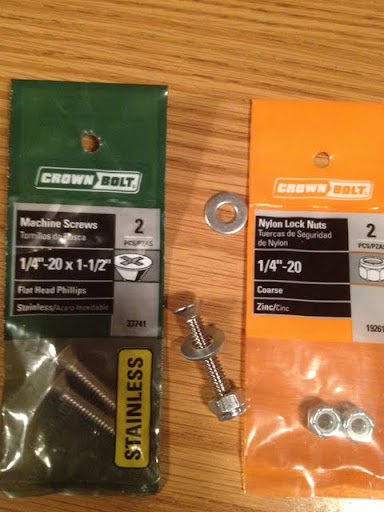 CROWN BOLT
Machine Screws
Tornillos de Rosca
2
PCS/PZAS
1/4"-20 x 1-1/2"
Flat Head Phillips
Stainless/Acero Inoxidable
33741
STAINLESS
CROWN BOLT
Nylon Lock Nuts
Tuercas de Seguridad
de Nylon
2
PCS/PZAS
1/4"-20
Coarse
Zinc/Cinc
19261